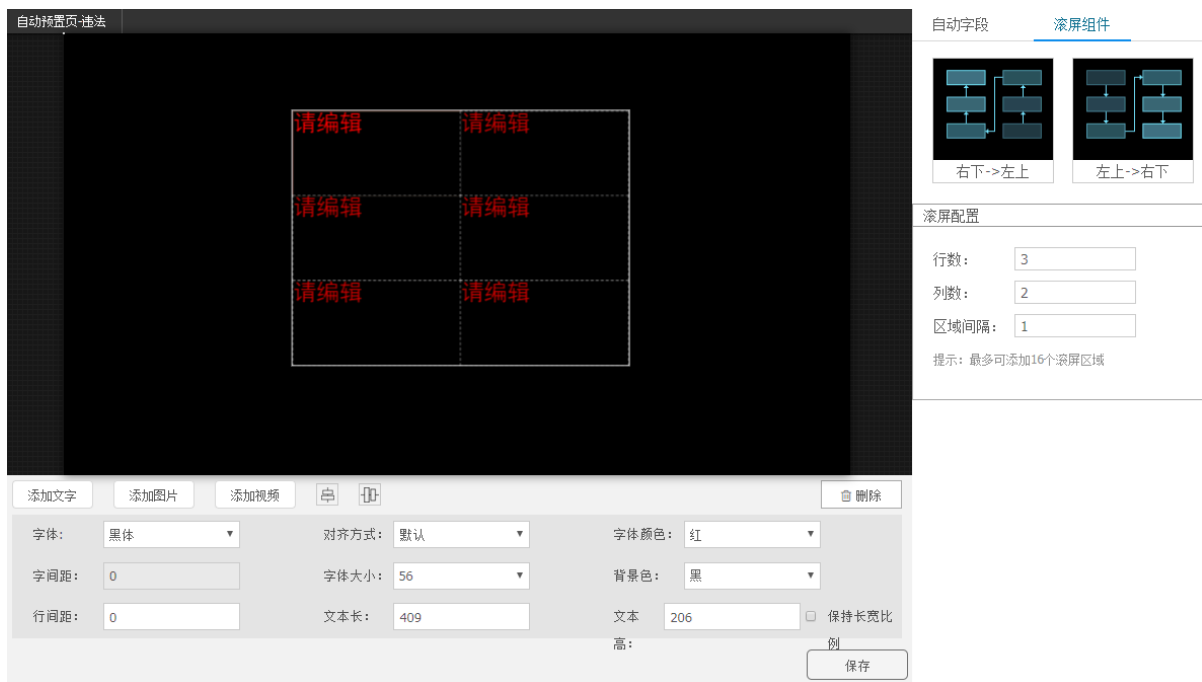 自动预置页-违法
自动字段 滚屏组件
右下->左上 左上->右下
请编辑 请编辑
请编辑 请编辑
请编辑 请编辑
滚屏配置
行数: 3
列数: 2
区域间隔: 1
提示: 最多可添加16个滚屏区域
添加文字 添加图片 添加视频 删除
字体: 黑体 对齐方式: 默认 字体颜色: 红
字间距: 0 字体大小: 56 背景色: 黑
行间距: 0 文本长: 409 文本高: 206 保持长宽比例
保存